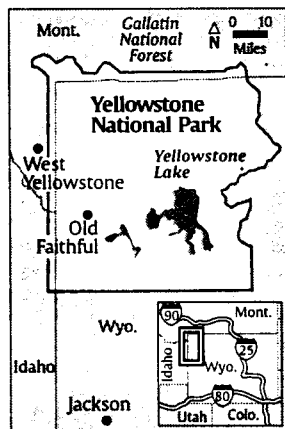 Mont.
Gallatin
National
Forest
N
0 10
Miles
Yellowstone
National Park
West
Yellowstone
Yellowstone
Lake
Old
Faithful
Wyo.
Idaho
Jackson
90
Mont.
25
Idaho
Wyo.
80
Utah
Colo.